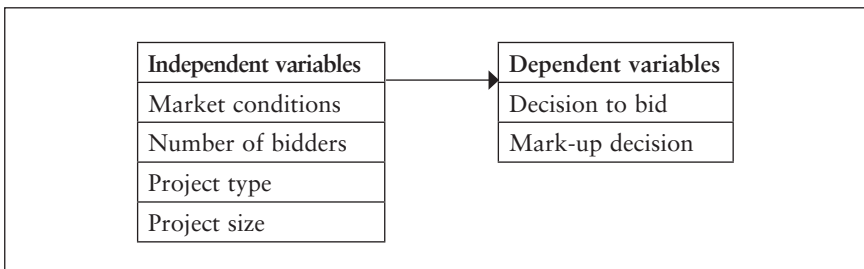 Independent variables
Market conditions
Number of bidders
Project type
Project size
Dependent variables
Decision to bid
Mark-up decision